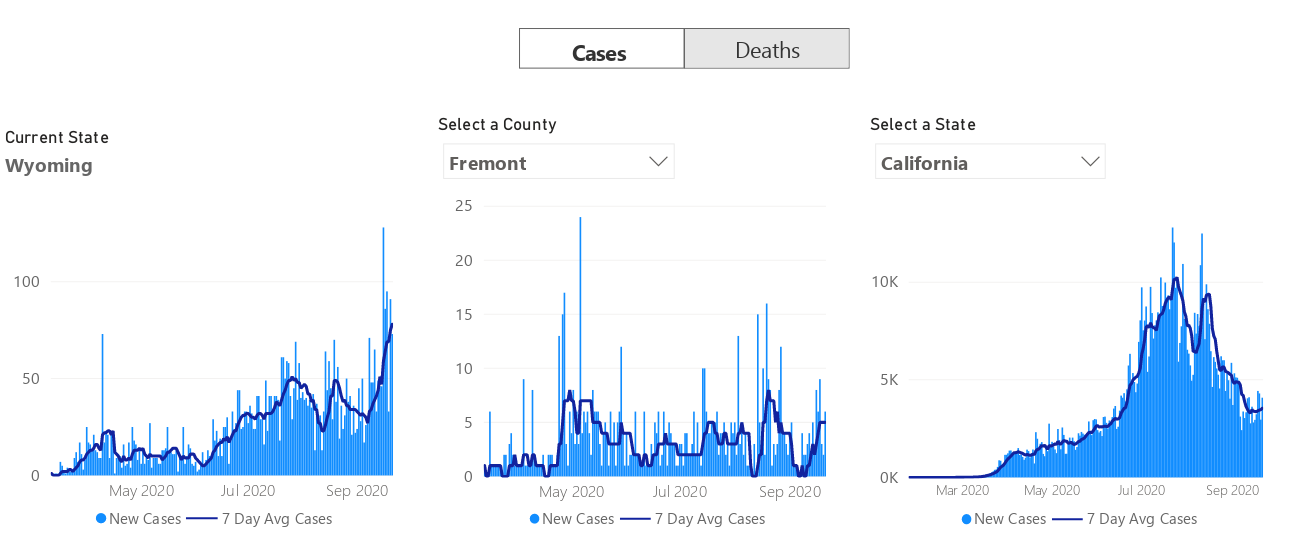 Cases
Deaths
Current State
Wyoming
100
50
0
May 2020
Jul 2020
Sep 2020
New Cases
7 Day Avg Cases
Select a County
Fremont
25
20
15
10
5
0
May 2020
Jul 2020
Sep 2020
New Cases
7 Day Avg Cases
Select a State
California
10K
5K
0K
Mar 2020
May 2020
Jul 2020
Sep 2020
New Cases
7 Day Avg Cases